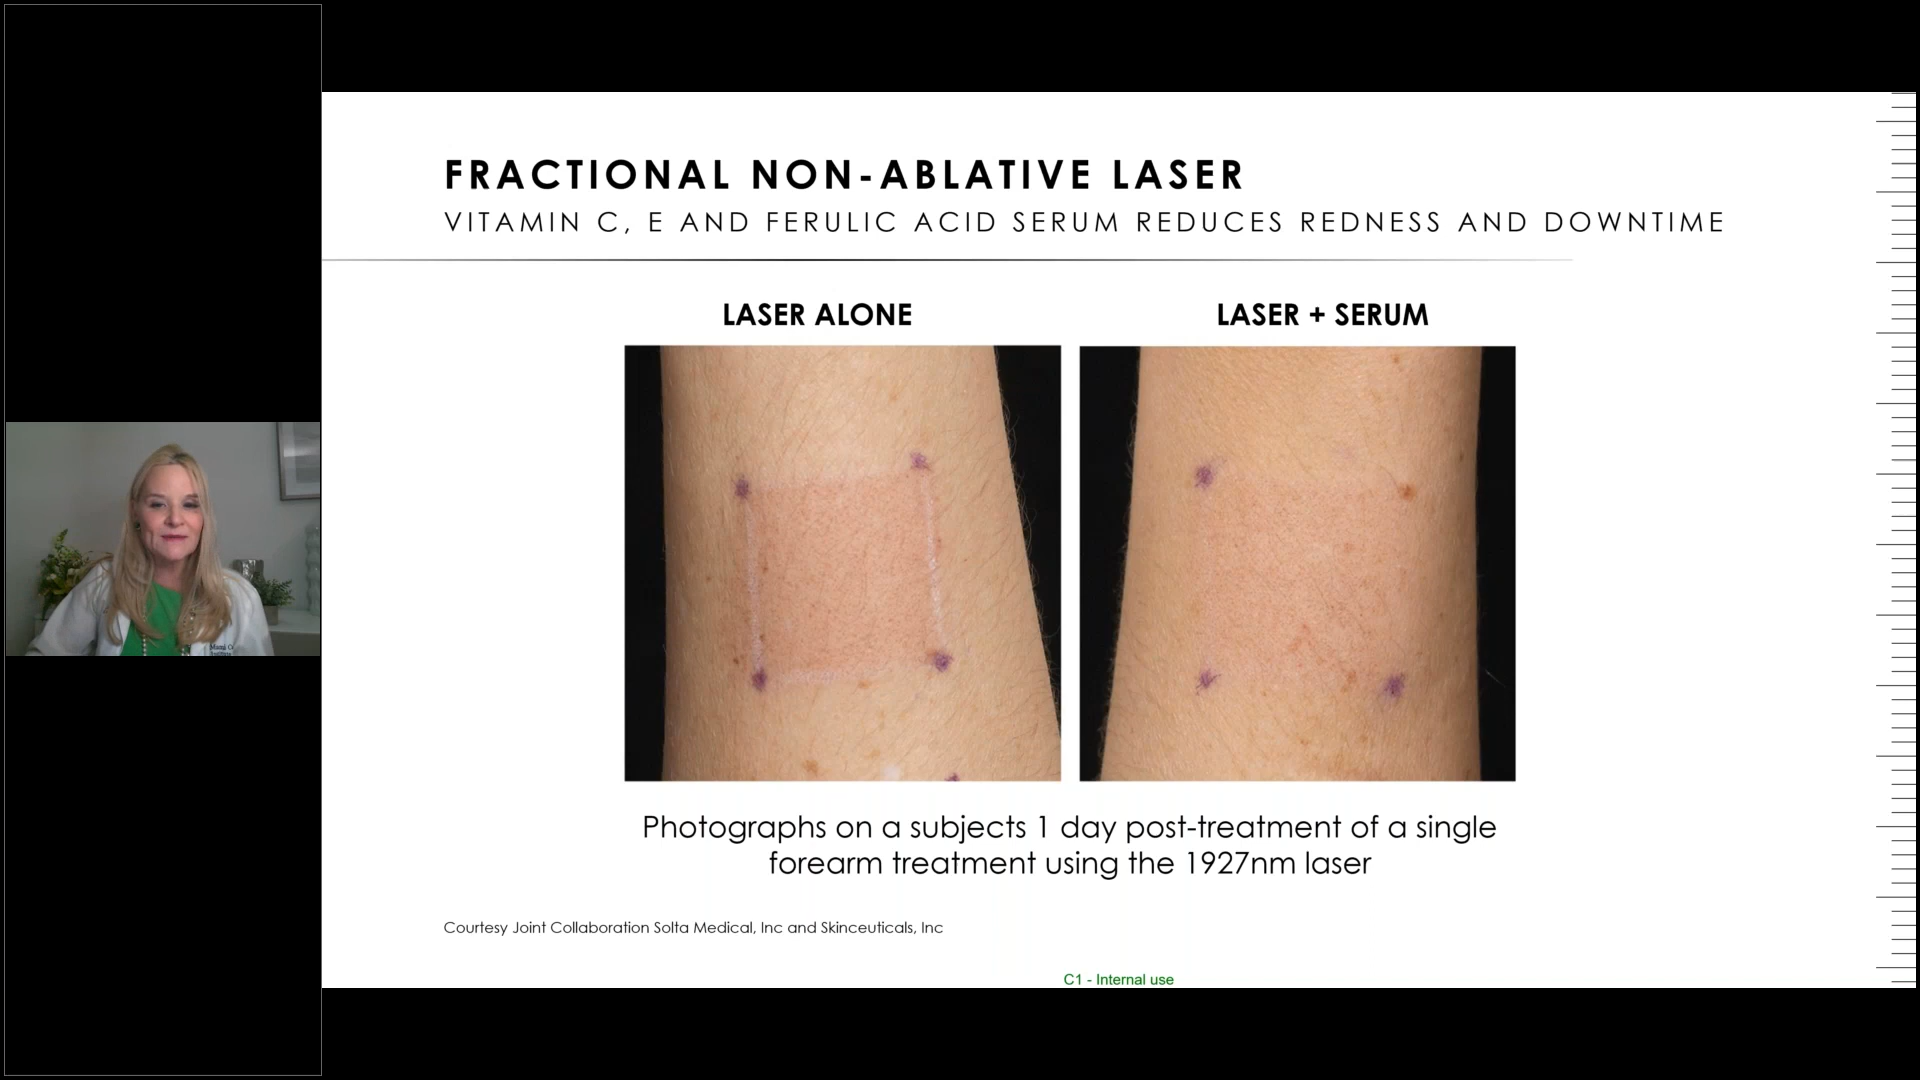 FRACTIONAL NON-ABLATIVE LASER
VITAMIN C, E AND FERULIC ACID SERUM REDUCES REDNESS AND DOWNTIME
LASER ALONE
LASER + SERUM
Photographs on a subjects 1 day post-treatment of a single
forearm treatment using the 1927nm laser
Courtesy Joint Collaboration Solta Medical, Inc and Skinceuticals, Inc
C1 - Internal use